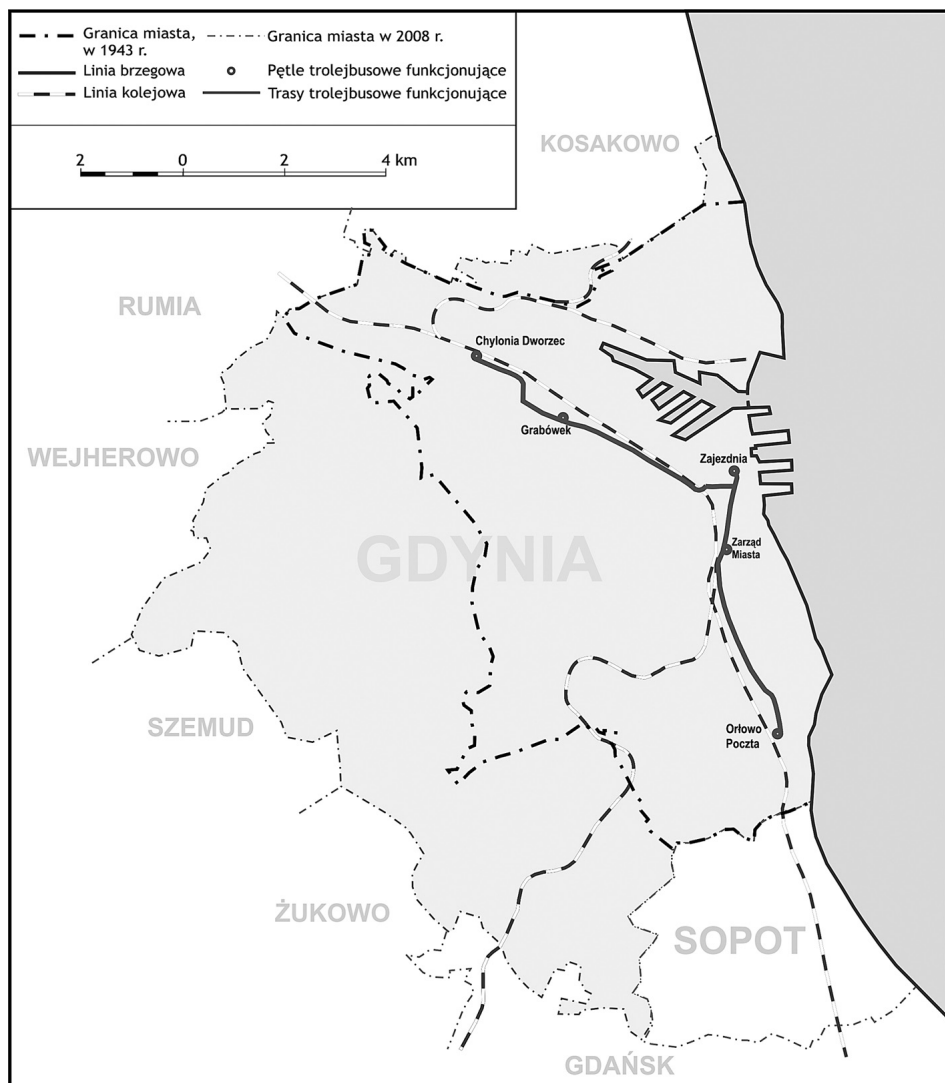 Granica miasta,
w 1943 r.
Granica miasta w 2008 r.
Linia brzegowa
Pętle trolejbusowe funkcjonujące
Linia kolejowa
Trasy trolejbusowe funkcjonujące
2 0 2 4 km
KOSAKOWO
RUMIA
Chylonia Dworzec
Grabówek
WEJHEROWO
Zajezdnia
GDYNIA
Zarząd
Miasta
SZEMUD
Orłowo
Poczta
ŻUKOWO
SOPOT
GDAŃSK